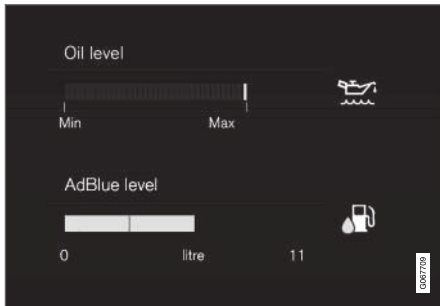 Oil level
Min Max
AdBlue level
0 litre 11
G067709